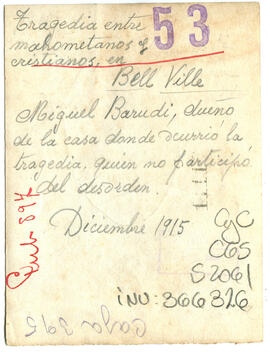 Tragedia entre
mahometanos y
cristianos, en
53
Bell Ville
Miguel Barudi, dueño
de la casa donde ocurrió la
tragedia, quien no participó
del desorden.
Diciembre 1915
CyC
C65
S2061
inv: 366326
Caja 395